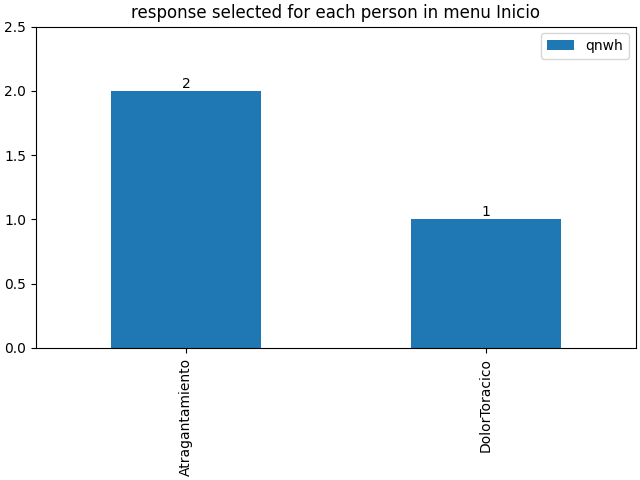 response selected for each person in menu Inicio
qnwh
2.5
2.0
1.5
1.0
0.5
0.0
2
1
Atragantamiento
DolorToracico